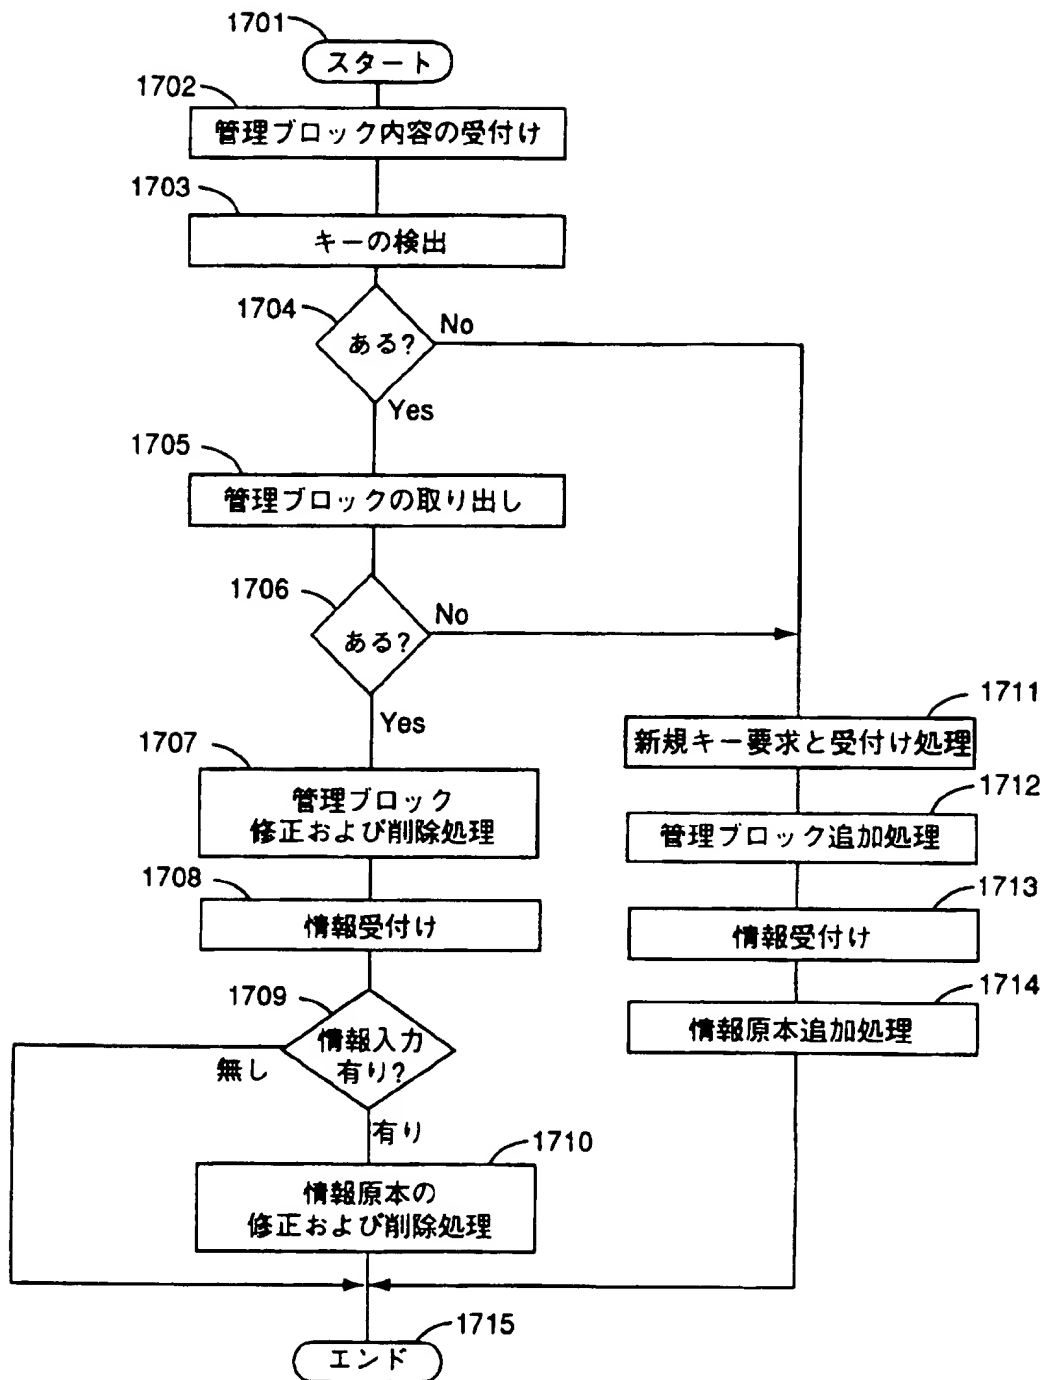 1701
スタート
1702
管理ブロック内容の受付け
1703
キーの検出
1704
ある?
No
Yes
1705
管理ブロックの取り出し
1706
ある?
No
Yes
1707
管理ブロック
修正および削除処理
1708
情報受付け
1709
情報入力
有り?
無し
有り
1710
情報原本の
修正および削除処理
1711
新規キー要求と受付け処理
1712
管理ブロック追加処理
1713
情報受付け
1714
情報原本追加処理
1715
エンド